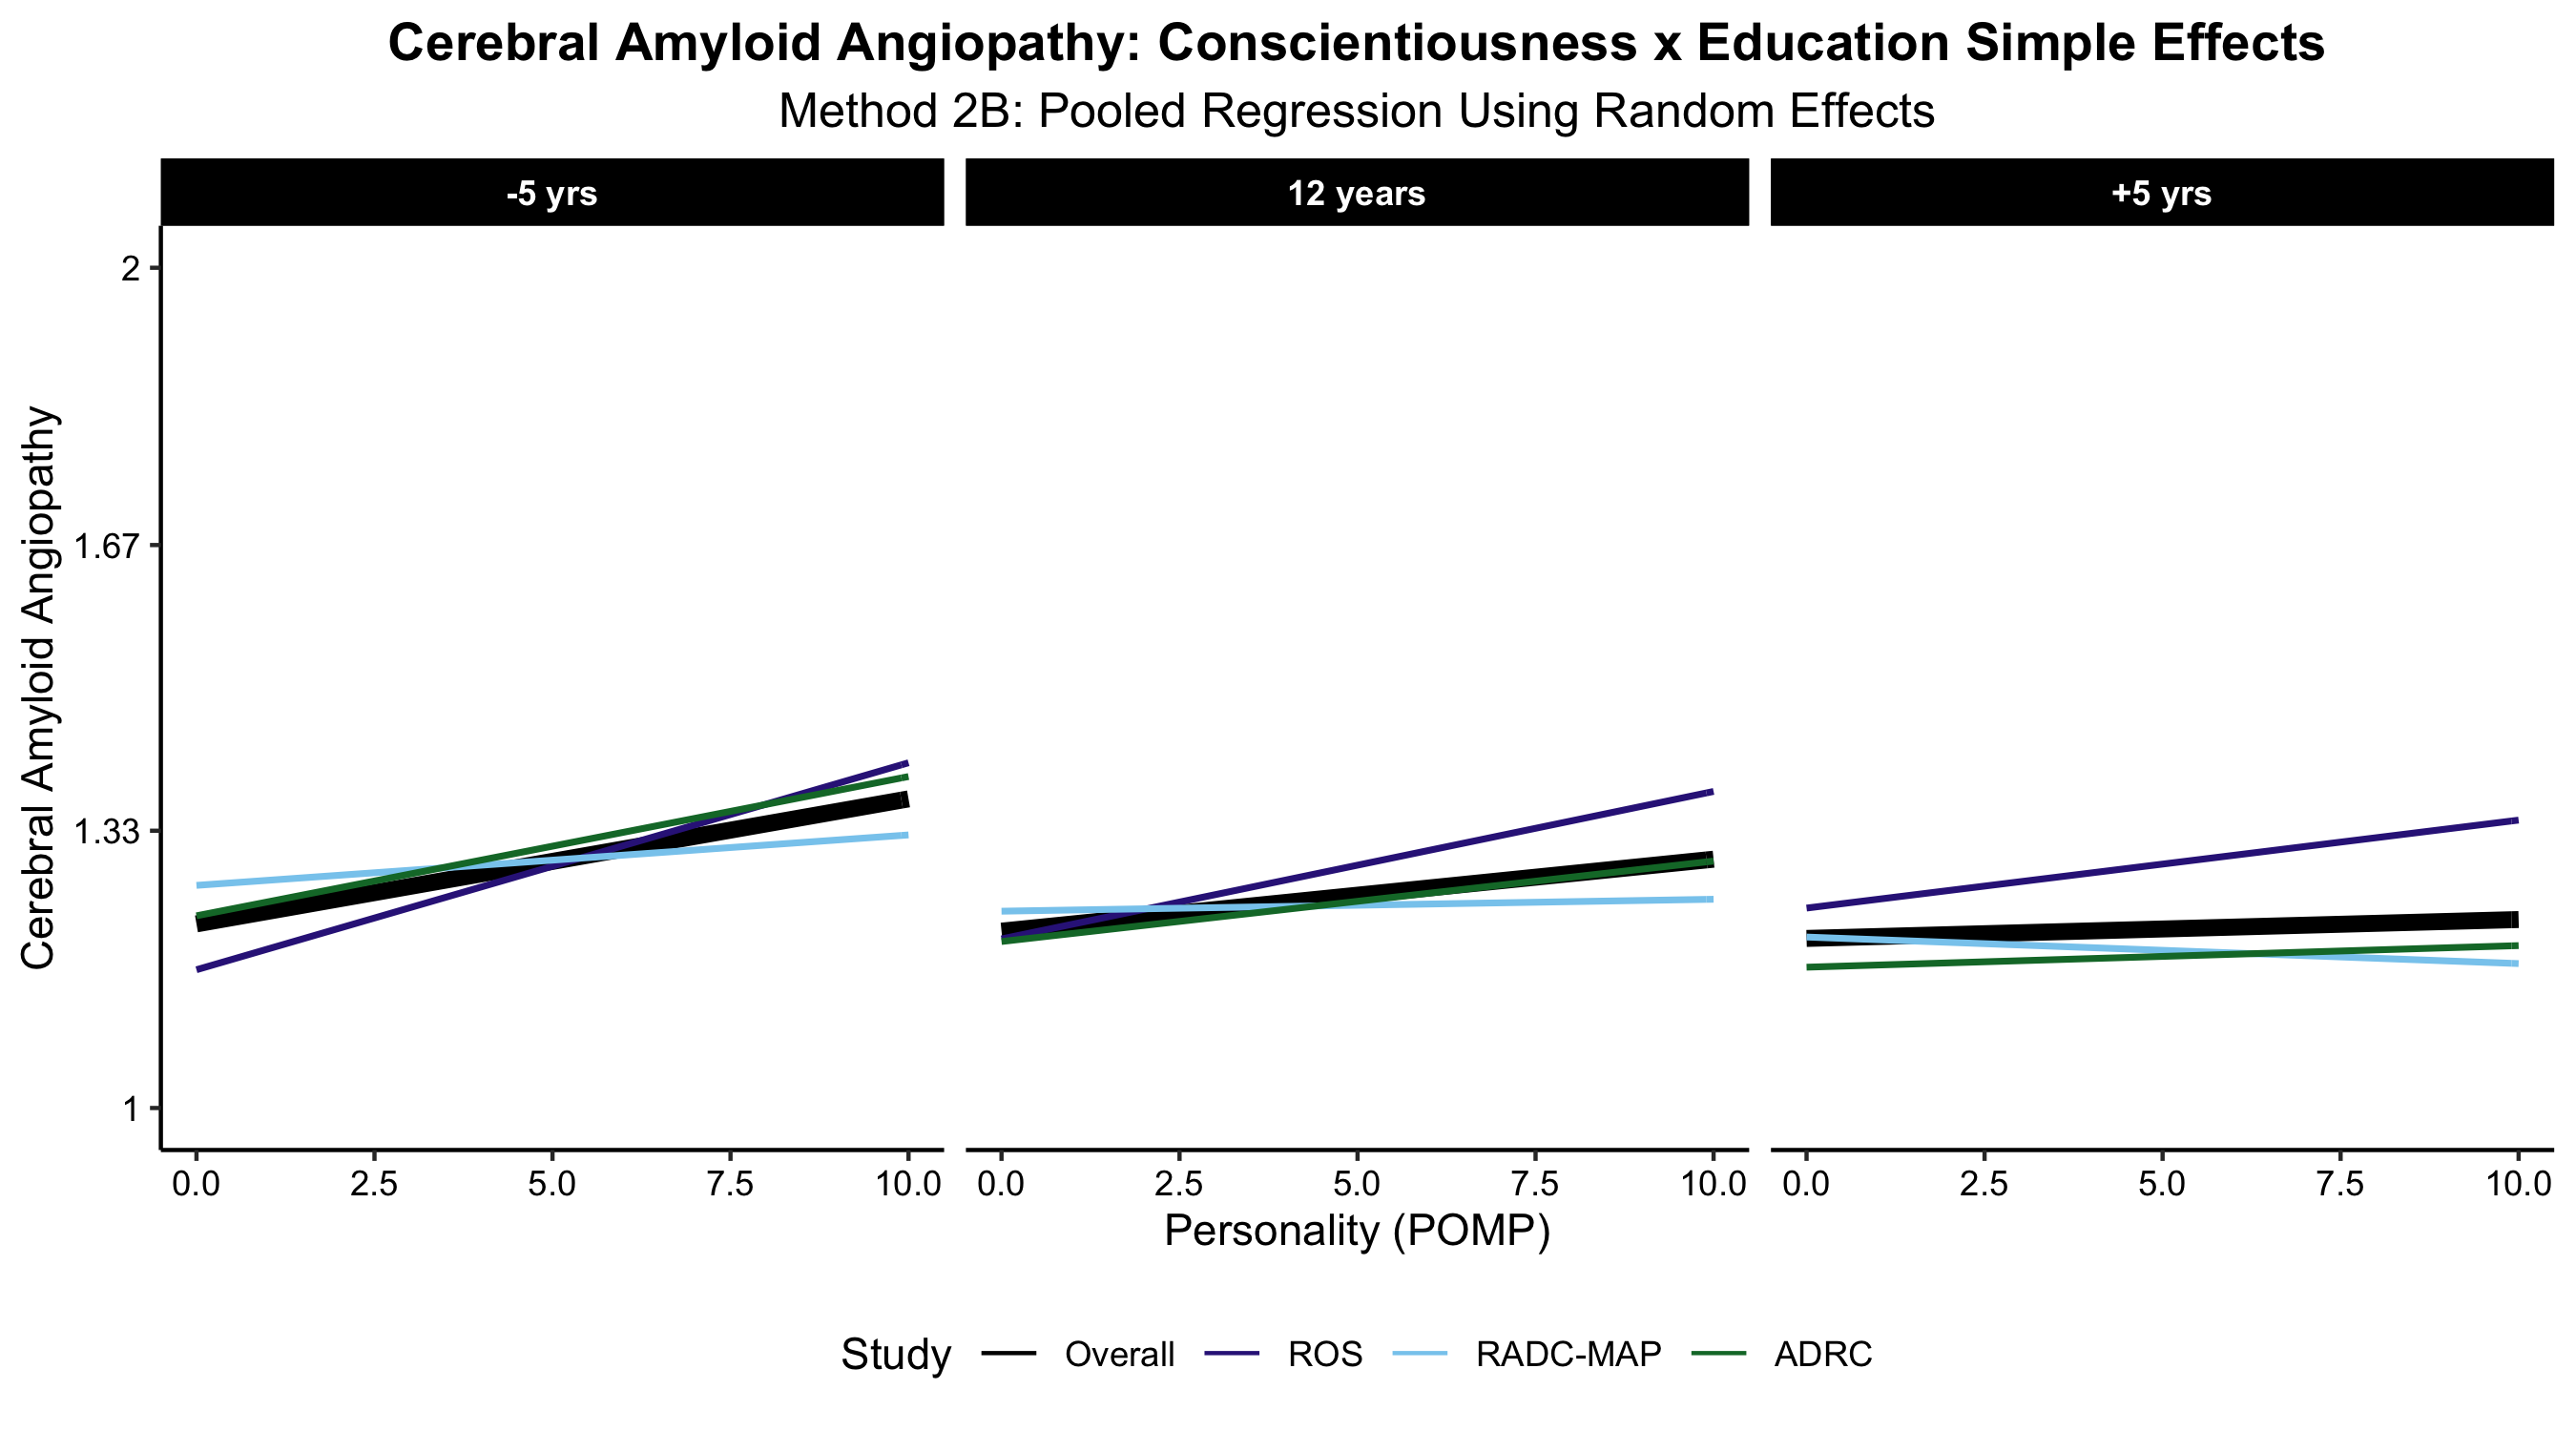 Cerebral Amyloid Angiopathy: Conscientiousness x Education Simple Effects
Method 2B: Pooled Regression Using Random Effects
-5 yrs
12 years
+5 yrs
Cerebral Amyloid Angiopathy
2
1.67
1.33
1
0.0 2.5 5.0 7.5 10.0
0.0 2.5 5.0 7.5 10.0
0.0 2.5 5.0 7.5 10.0
Personality (POMP)
Study Overall ROS RADC-MAP ADRC